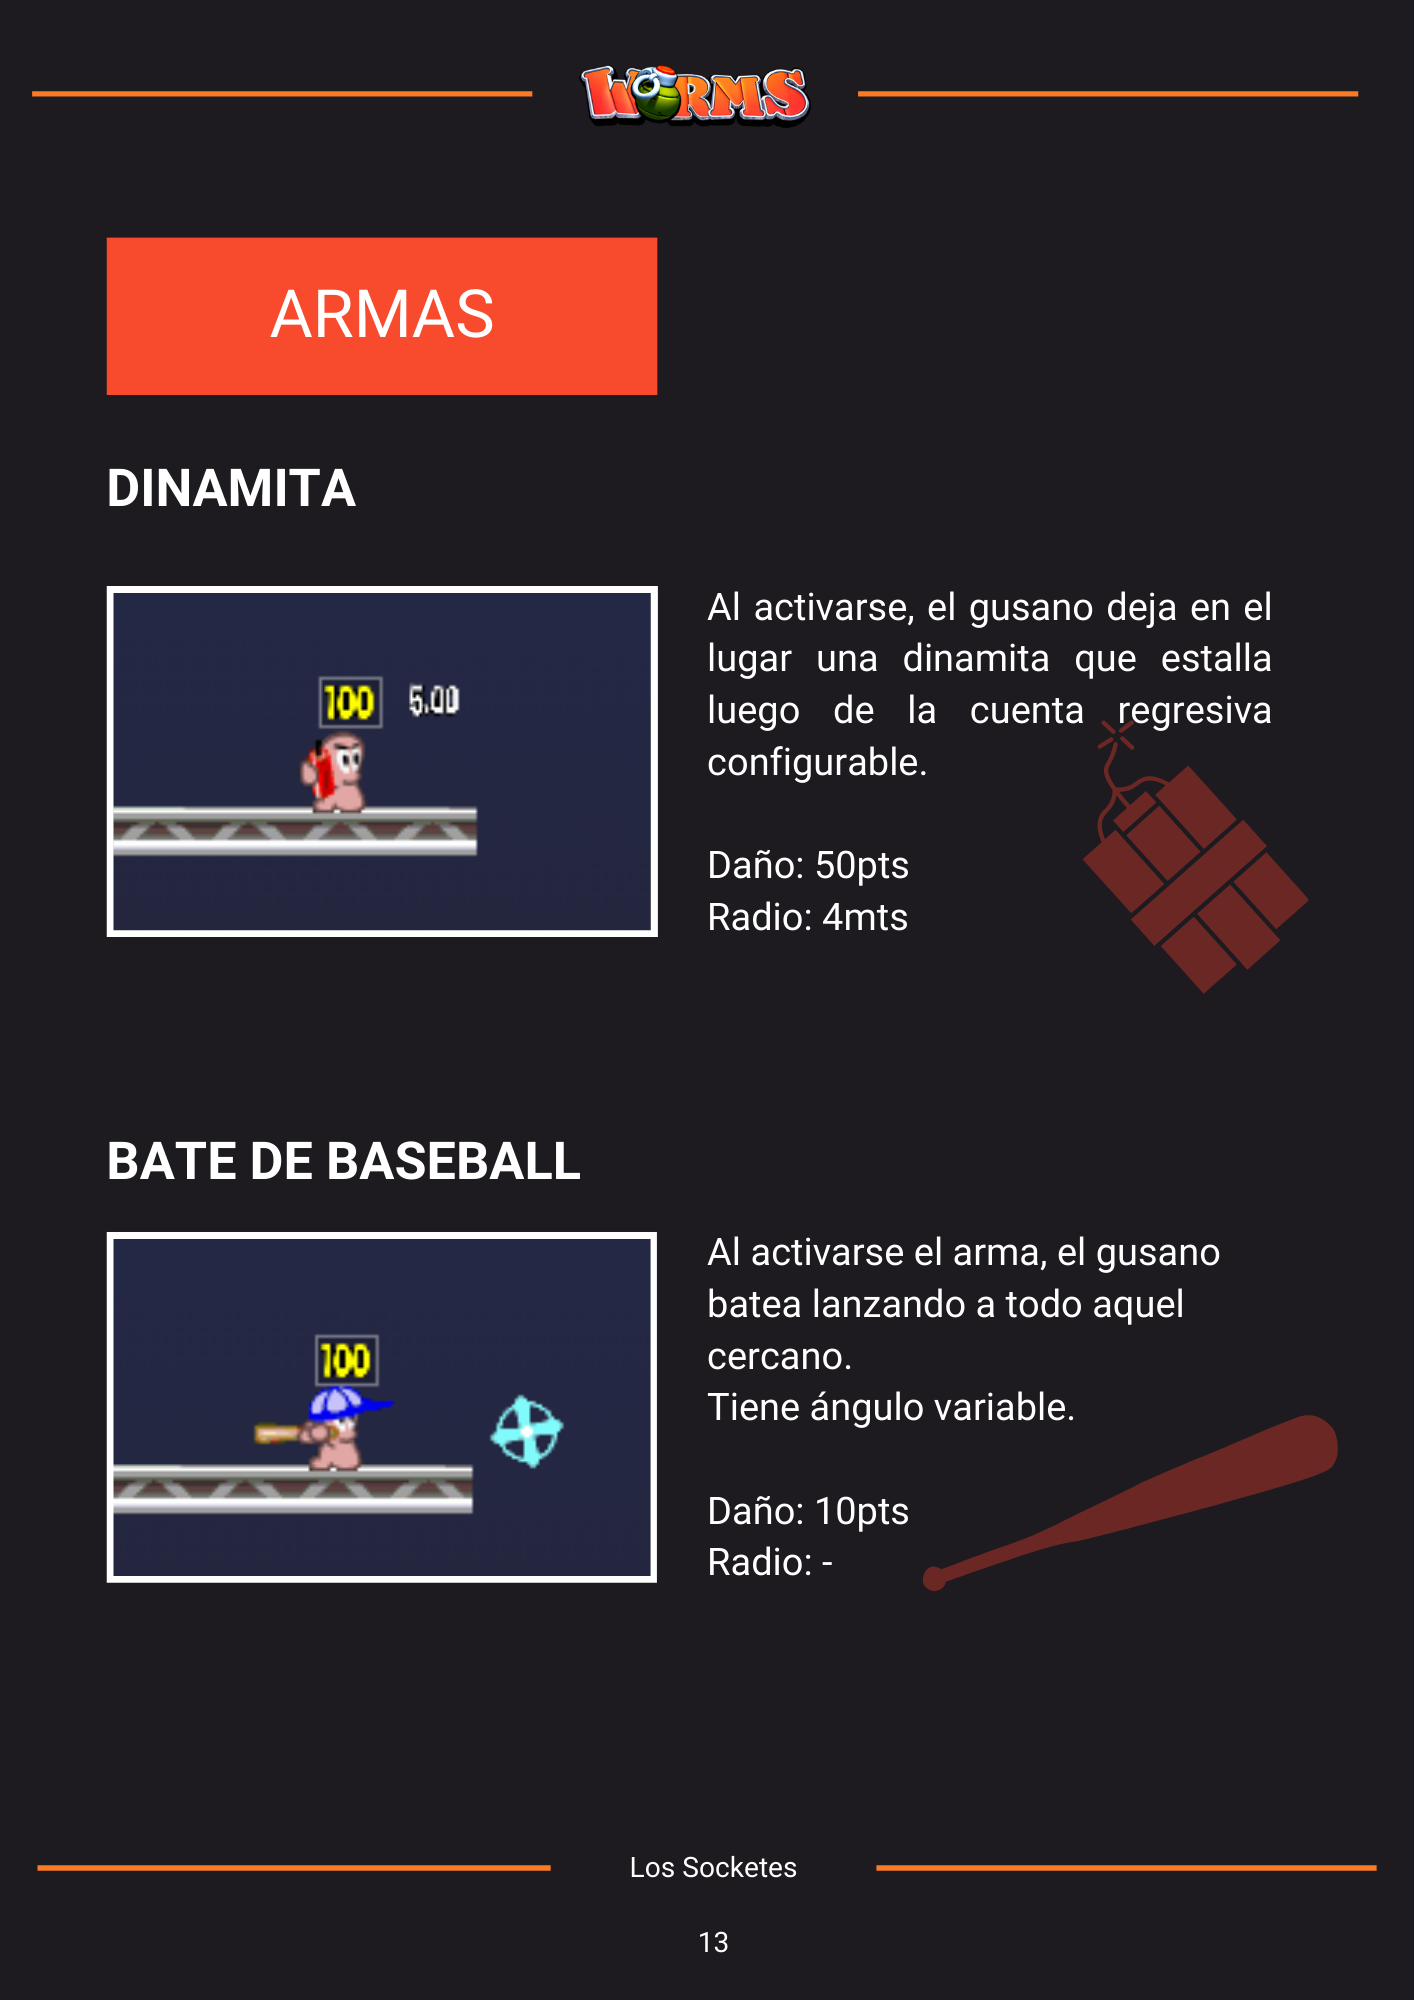 WORMS
ARMAS
DINAMITA
100 5.00
Al activarse, el gusano deja en el
lugar una dinamita que estalla
luego de la cuenta regresiva
configurable.
Daño: 50pts
Radio: 4mts
BATE DE BASEBALL
100
Al activarse el arma, el gusano
batea lanzando a todo aquel
cercano.
Tiene ángulo variable.
Daño: 10pts
Radio: -
Los Socketes
13